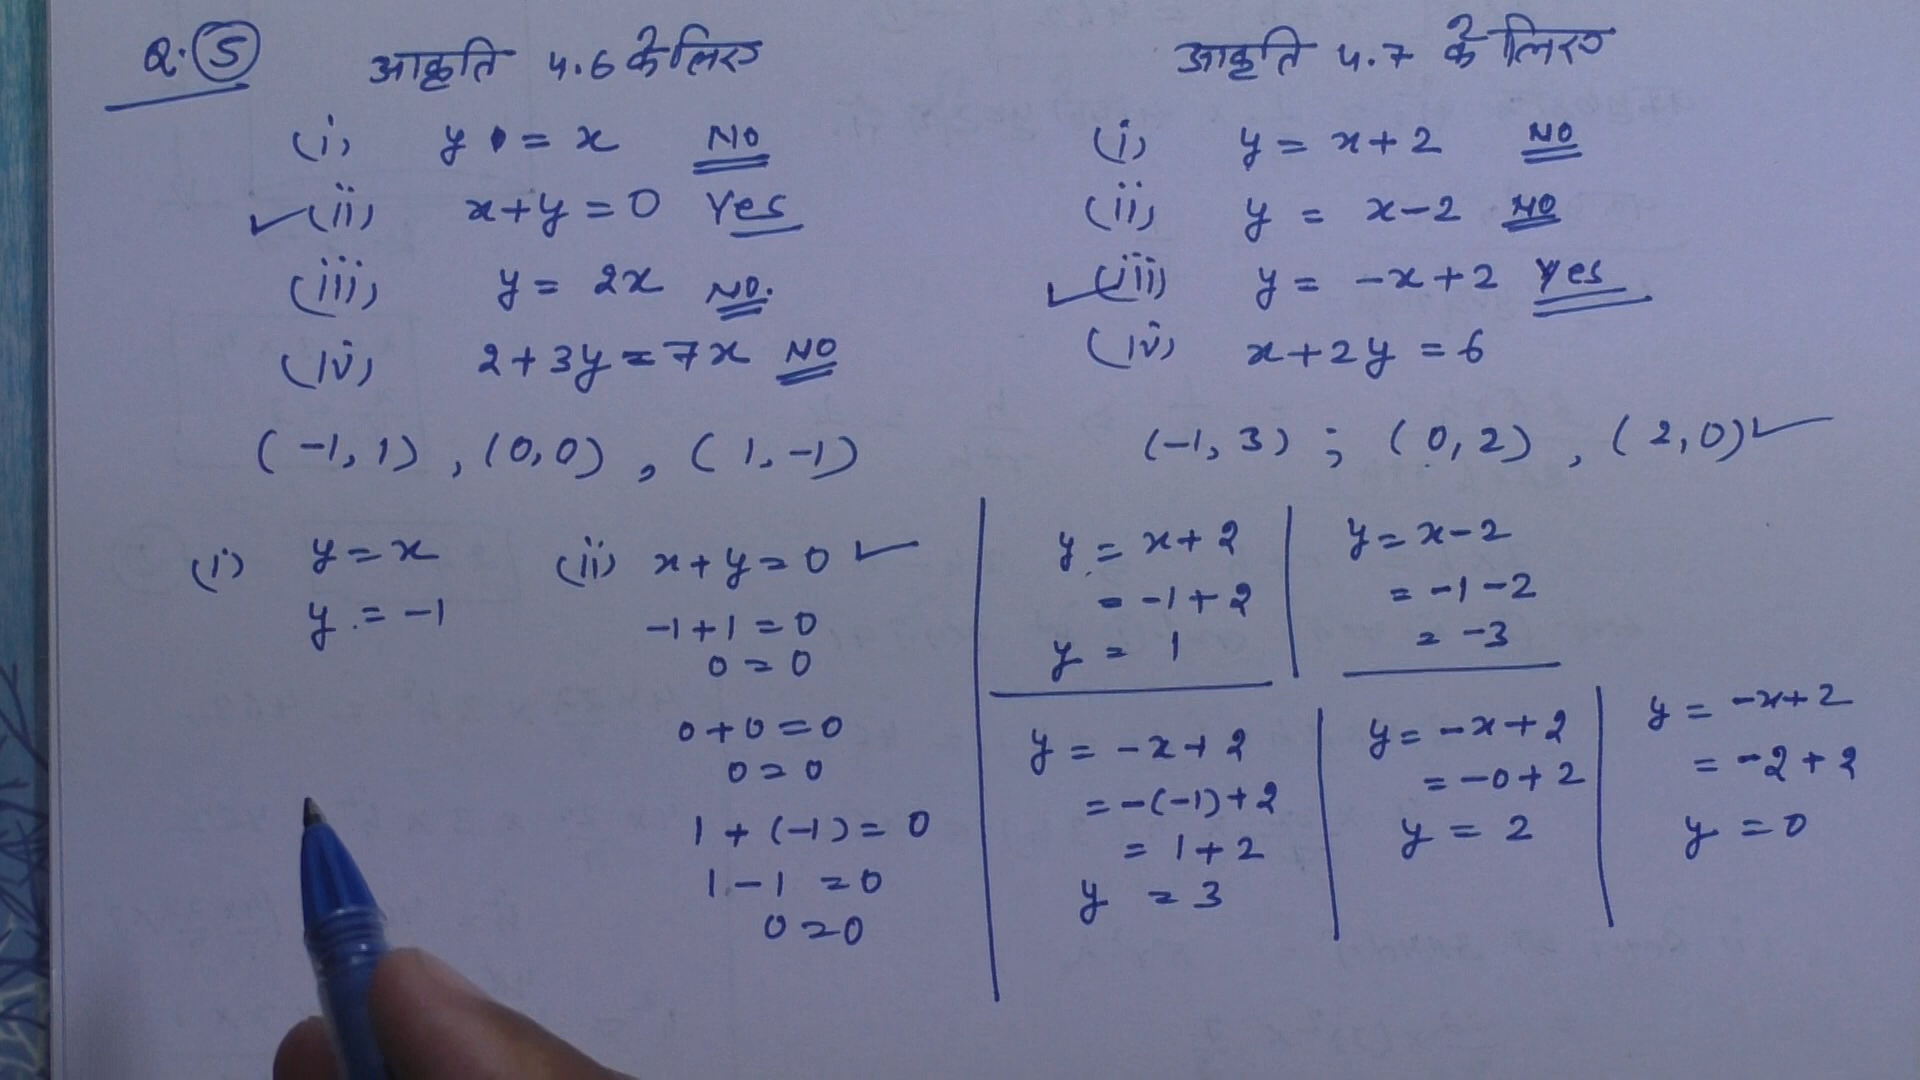 Q. 5 आकृति 4.6 के लिए
(i) y = x NO
(ii) x+y=0 Yes
(iii) y = 2x NO.
(iv) 2+3y=7x NO
(-1,1), (0,0), (1,-1)
(i) y=x
y = -1
(ii) x+y=0 ✓
-1+1=0
0=0
0+0=0
0=0
1+(-1)=0
1-1=0
0=0
आकृति 4.7 के लिए
(i) y = x+2 NO
(ii) y = x-2 NO
(iii) y = -x+2 Yes
(iv) x+2y=6
(-1,3); (0,2), (2,0) ✓
y = x+2
= -1+2
y = 1
y=x-2
= -1-2
= -3
y = -x+2
= -(-1)+2
= 1+2
y = 3
y= -x+2
= -0+2
y = 2
y = -x+2
= -2+2
y = 0